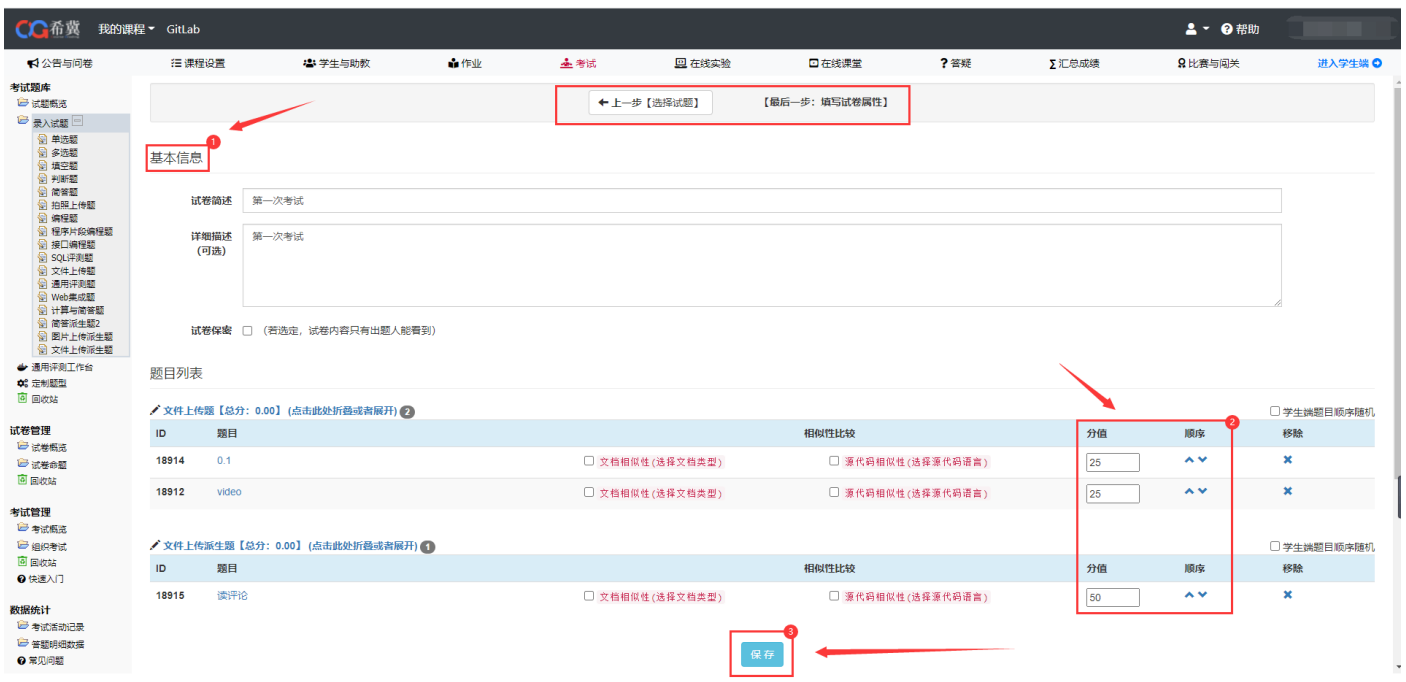 CG希冀 我的课程 GitLab 帮助
公告与问卷 课程设置 学生与助教 作业 考试 在线实验 在线课堂 答疑 汇总成绩 比赛与闯关 进入学生端
考试题库
试题概览
录入试题
单选题
多选题
填空题
判断题
简答题
拍照上传题
编程题
程序片段编程题
接口编程题
SQL评测题
文件上传题
通用评测题
Web集成题
计算与简答题
简答派生题2
图片上传派生题
文件上传派生题
通用评测工作台
定制题型
回收站
试卷管理
试卷概览
试卷命题
回收站
考试管理
考试概览
组织考试
回收站
快速入门
数据统计
考试活动记录
答题明细数据
常见问题
上一步【选择试题】 【最后一步：填写试卷属性】
1
基本信息
试卷简述 第一次考试
详细描述 第一次考试
(可选)
试卷保密 (若选定，试卷内容只有出题人能看到)
题目列表
文件上传题【总分：0.00】 (点击此处折叠或者展开) 2 学生端题目顺序随机
2
ID 题目 相似性比较 分值 顺序 移除
18914 0.1 文档相似性(选择文档类型) 源代码相似性(选择源代码语言) 25
18912 video 文档相似性(选择文档类型) 源代码相似性(选择源代码语言) 25
文件上传派生题【总分：0.00】 (点击此处折叠或者展开) 1 学生端题目顺序随机
ID 题目 相似性比较 分值 顺序 移除
18915 读评论 文档相似性(选择文档类型) 源代码相似性(选择源代码语言) 50
3
保存